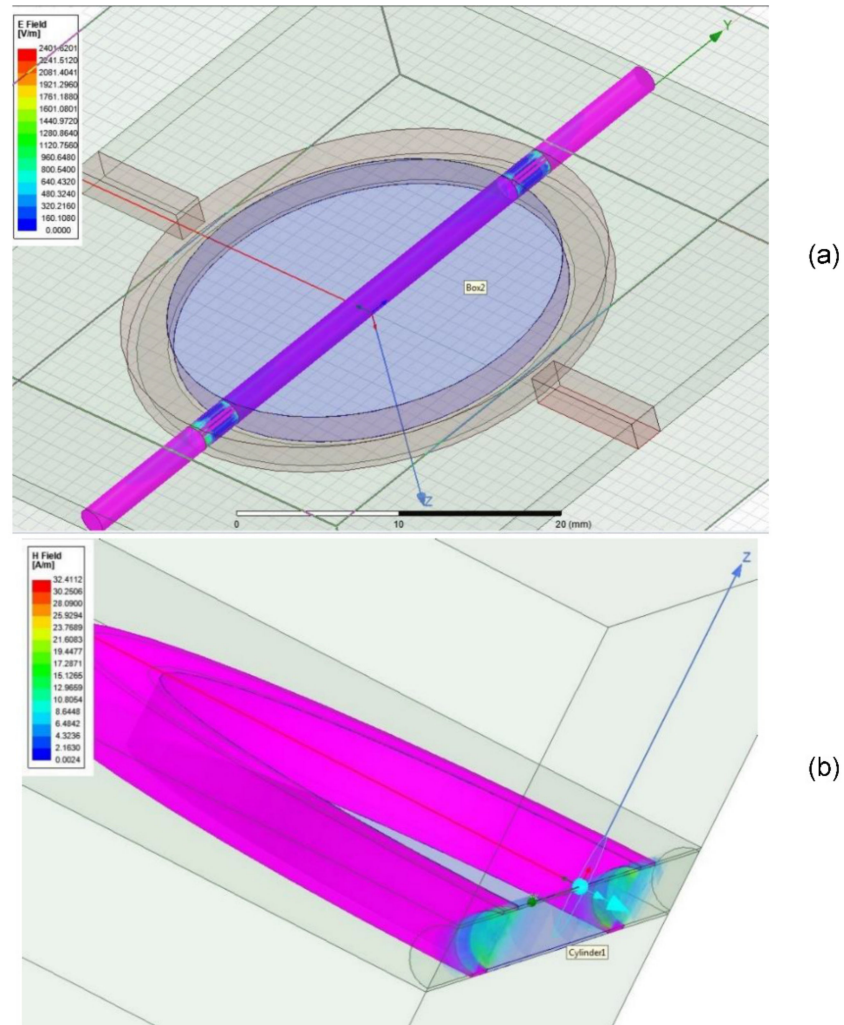 E Field
[V/m]
2401.6201
2241.5120
2081.4041
1921.2960
1761.1880
1601.0801
1440.9720
1280.8640
1120.7560
960.6480
800.5400
640.4320
480.3240
320.2160
160.1080
0.0000
Y
(a)
Box2
Z
0 10 20 (mm)
H Field
[A/m]
32.4112
30.2506
28.0900
25.9294
23.7689
21.6083
19.4477
17.2871
15.1265
12.9659
10.8054
8.6448
6.4842
4.3236
2.1630
0.0024
Z
(b)
Cylinder1